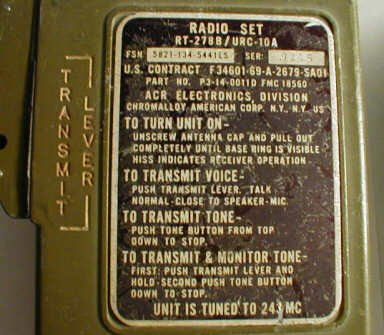 TRANSMIT
LEVER
RADIO SET
RT-278B/URC-10A
FSN 5821-134-5441LS SER:
U.S. CONTRACT F34601-69-A-2679-SA01
PART NO. P3-14-0011D FMC 18560
ACR ELECTRONICS, DIVISION
CHROMALLOY AMERICAN CORP. N.Y., N.Y. US
TO TURN UNIT ON-
UNSCREW ANTENNA CAP AND PULL OUT
COMPLETELY UNTIL BASE RING IS VISIBLE
HISS INDICATES RECEIVER OPERATION
TO TRANSMIT VOICE-
PUSH TRANSMIT LEVER. TALK
NORMAL-CLOSE TO SPEAKER-MIC.
TO TRANSMIT TONE-
PUSH TONE BUTTON FROM TOP
DOWN TO STOP.
TO TRANSMIT & MONITOR TONE-
FIRST: PUSH TRANSMIT LEVER AND
HOLD-SECOND PUSH TONE BUTTON
DOWN TO STOP.
UNIT IS TUNED TO 243 MC